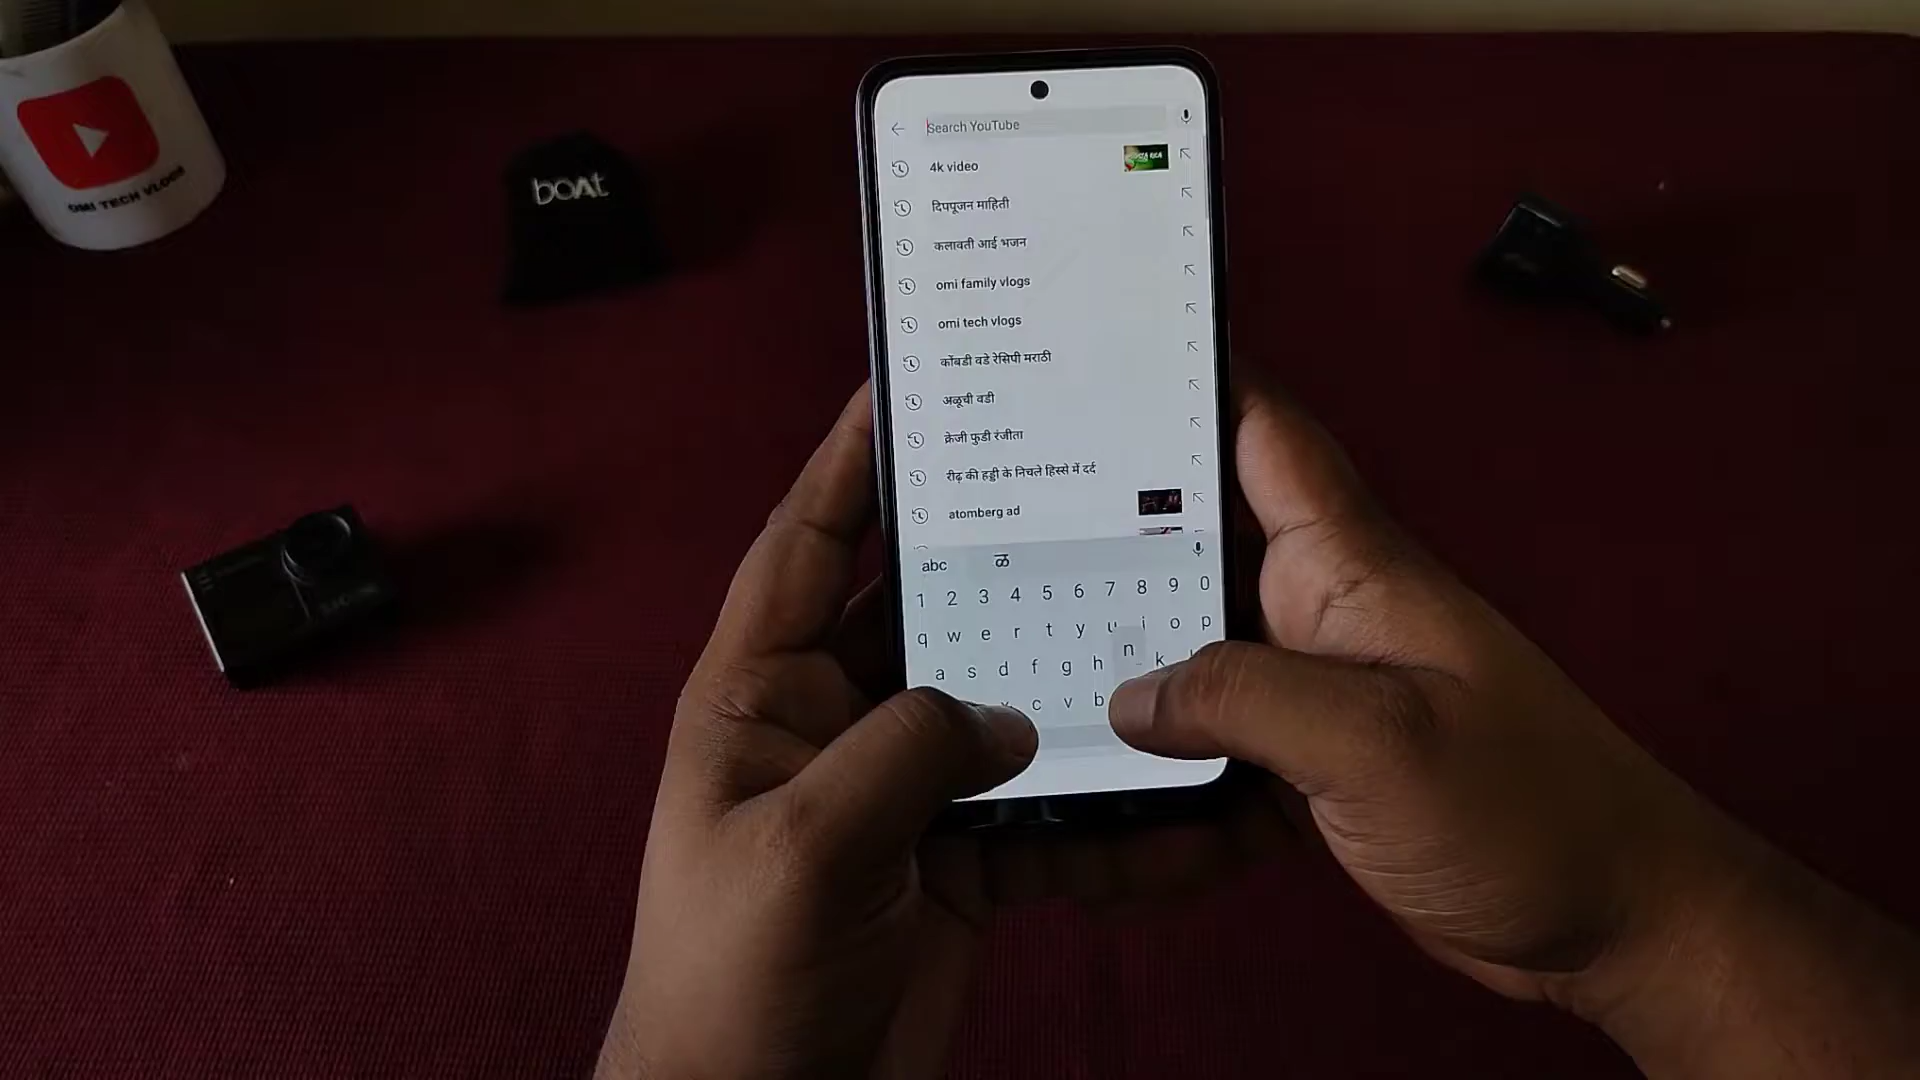 OMI TECH VLOGS
boAt
Search YouTube
4k video
दिपपूजन माहिती
कलावती आई भजन
omi family vlogs
omi tech vlogs
कोंबडी वडे रेसिपी मराठी
अळूची वडी
क्रेजी फुडी रंजीता
रीढ़ की हड्डी के निचले हिस्से में दर्द
atomberg ad
abc ळ
1 2 3 4 5 6 7 8 9 0
q w e r t y u i o p
a s d f g h n k
x c v b